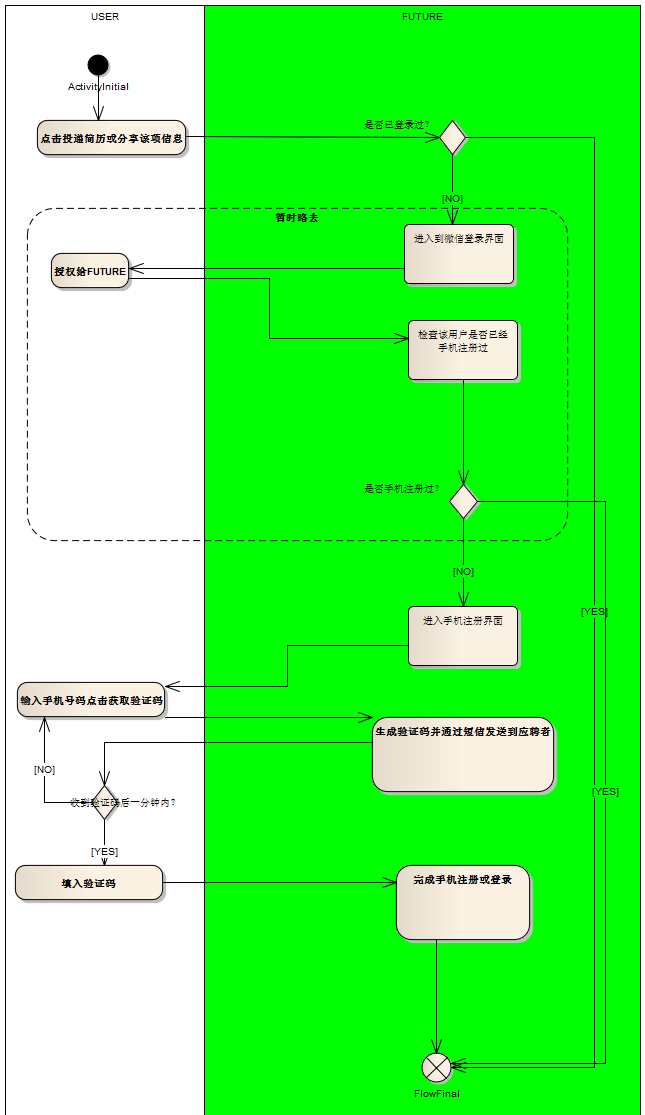 USER
FUTURE
ActivityInitial
点击投递简历或分享该项信息
是否已登录过?
[NO]
暂时略去
进入到微信登录界面
授权给FUTURE
检查该用户是否已经
手机注册过
是否手机注册过?
[NO]
进入手机注册界面
[YES]
输入手机号码点击获取验证码
生成验证码并通过短信发送到应聘者
[NO]
收到验证码后一分钟内?
[YES]
[YES]
填入验证码
完成手机注册或登录
FlowFinal